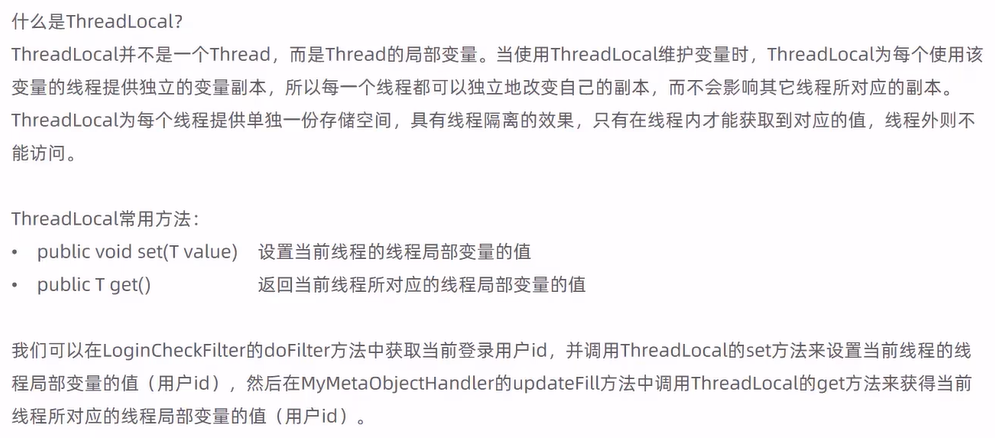 什么是ThreadLocal?
ThreadLocal并不是一个Thread，而是Thread的局部变量。当使用ThreadLocal维护变量时，ThreadLocal为每个使用该
变量的线程提供独立的变量副本，所以每一个线程都可以独立地改变自己的副本，而不会影响其它线程所对应的副本。
ThreadLocal为每个线程提供单独一份存储空间，具有线程隔离的效果，只有在线程内才能获取到对应的值，线程外则不
能访问。
ThreadLocal常用方法：
• public void set(T value) 设置当前线程的线程局部变量的值
• public T get() 返回当前线程所对应的线程局部变量的值
我们可以在LoginCheckFilter的doFilter方法中获取当前登录用户id，并调用ThreadLocal的set方法来设置当前线程的线
程局部变量的值（用户id），然后在MyMetaObjectHandler的updateFill方法中调用ThreadLocal的get方法来获得当前
线程所对应的线程局部变量的值（用户id）。